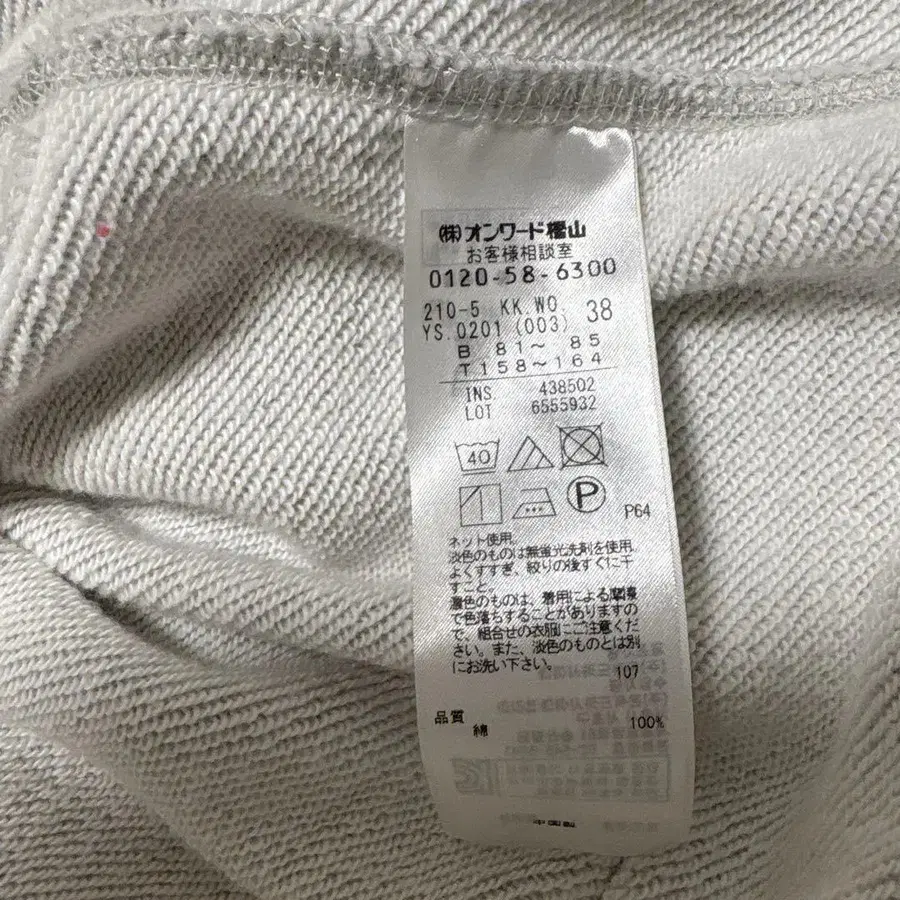 (株)オンワード樫山
お客様相談室
0120-58-6300
210-5 KK.WO. 38
YS.0201 (003)
B 81～ 85
T158～164
INS. 438502
LOT 6555932
40
P
P64
ネット使用。
淡色のものは無蛍光洗剤を使用。
よくすすぎ、絞りの後すぐに干
すこと。
濃色のものは、着用による摩擦
で色落ちすることがありますの
で、組合せの衣服にご注意くだ
さい。また、淡色のものとは別
にお洗い下さい。
107
品質
綿 100%
中国製